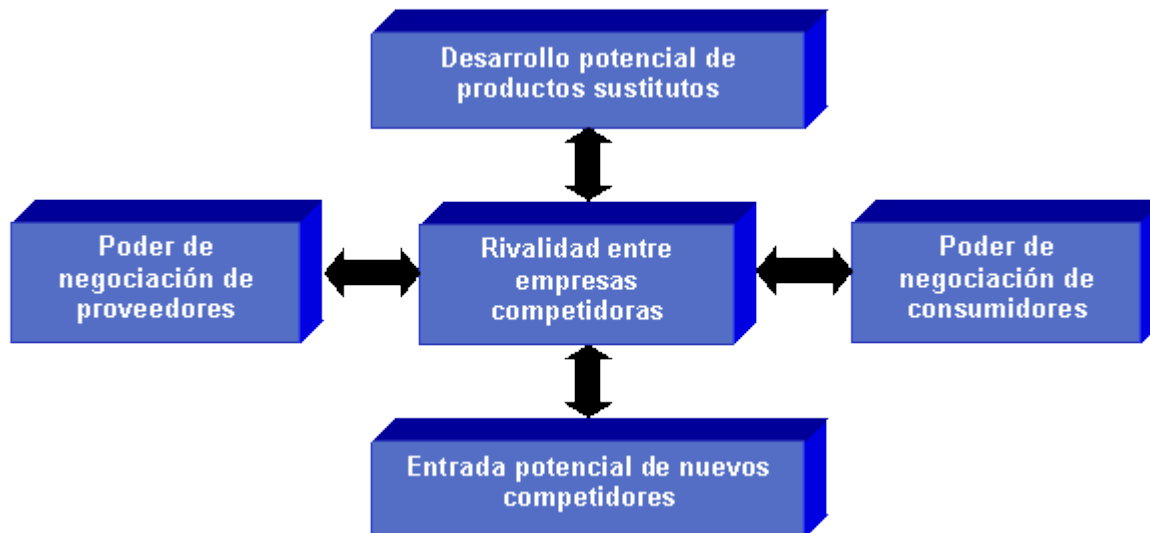 Desarrollo potencial de
productos sustitutos
Poder de
negociación de
proveedores
Rivalidad entre
empresas
competidoras
Poder de
negociación de
consumidores
Entrada potencial de nuevos
competidores